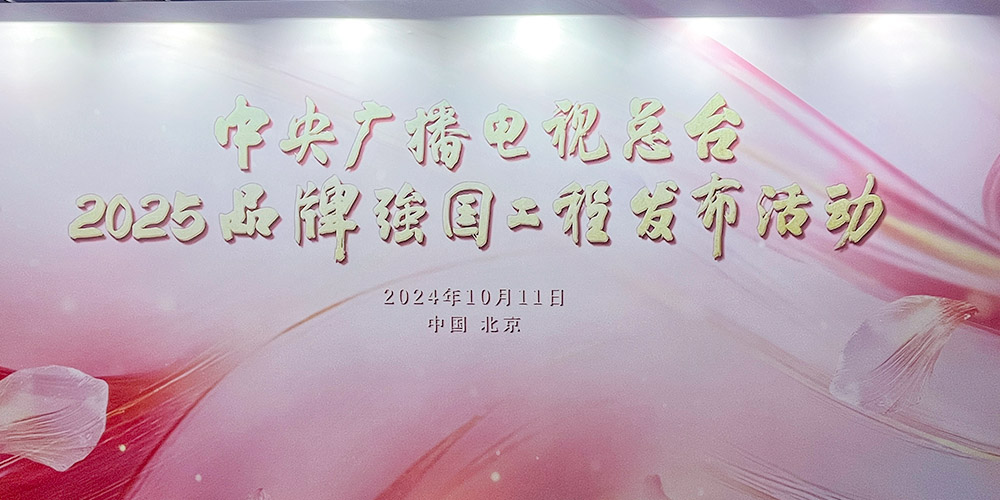 中央广播电视总台
2025品牌强国工程发布活动
2024年10月11日
中国 北京